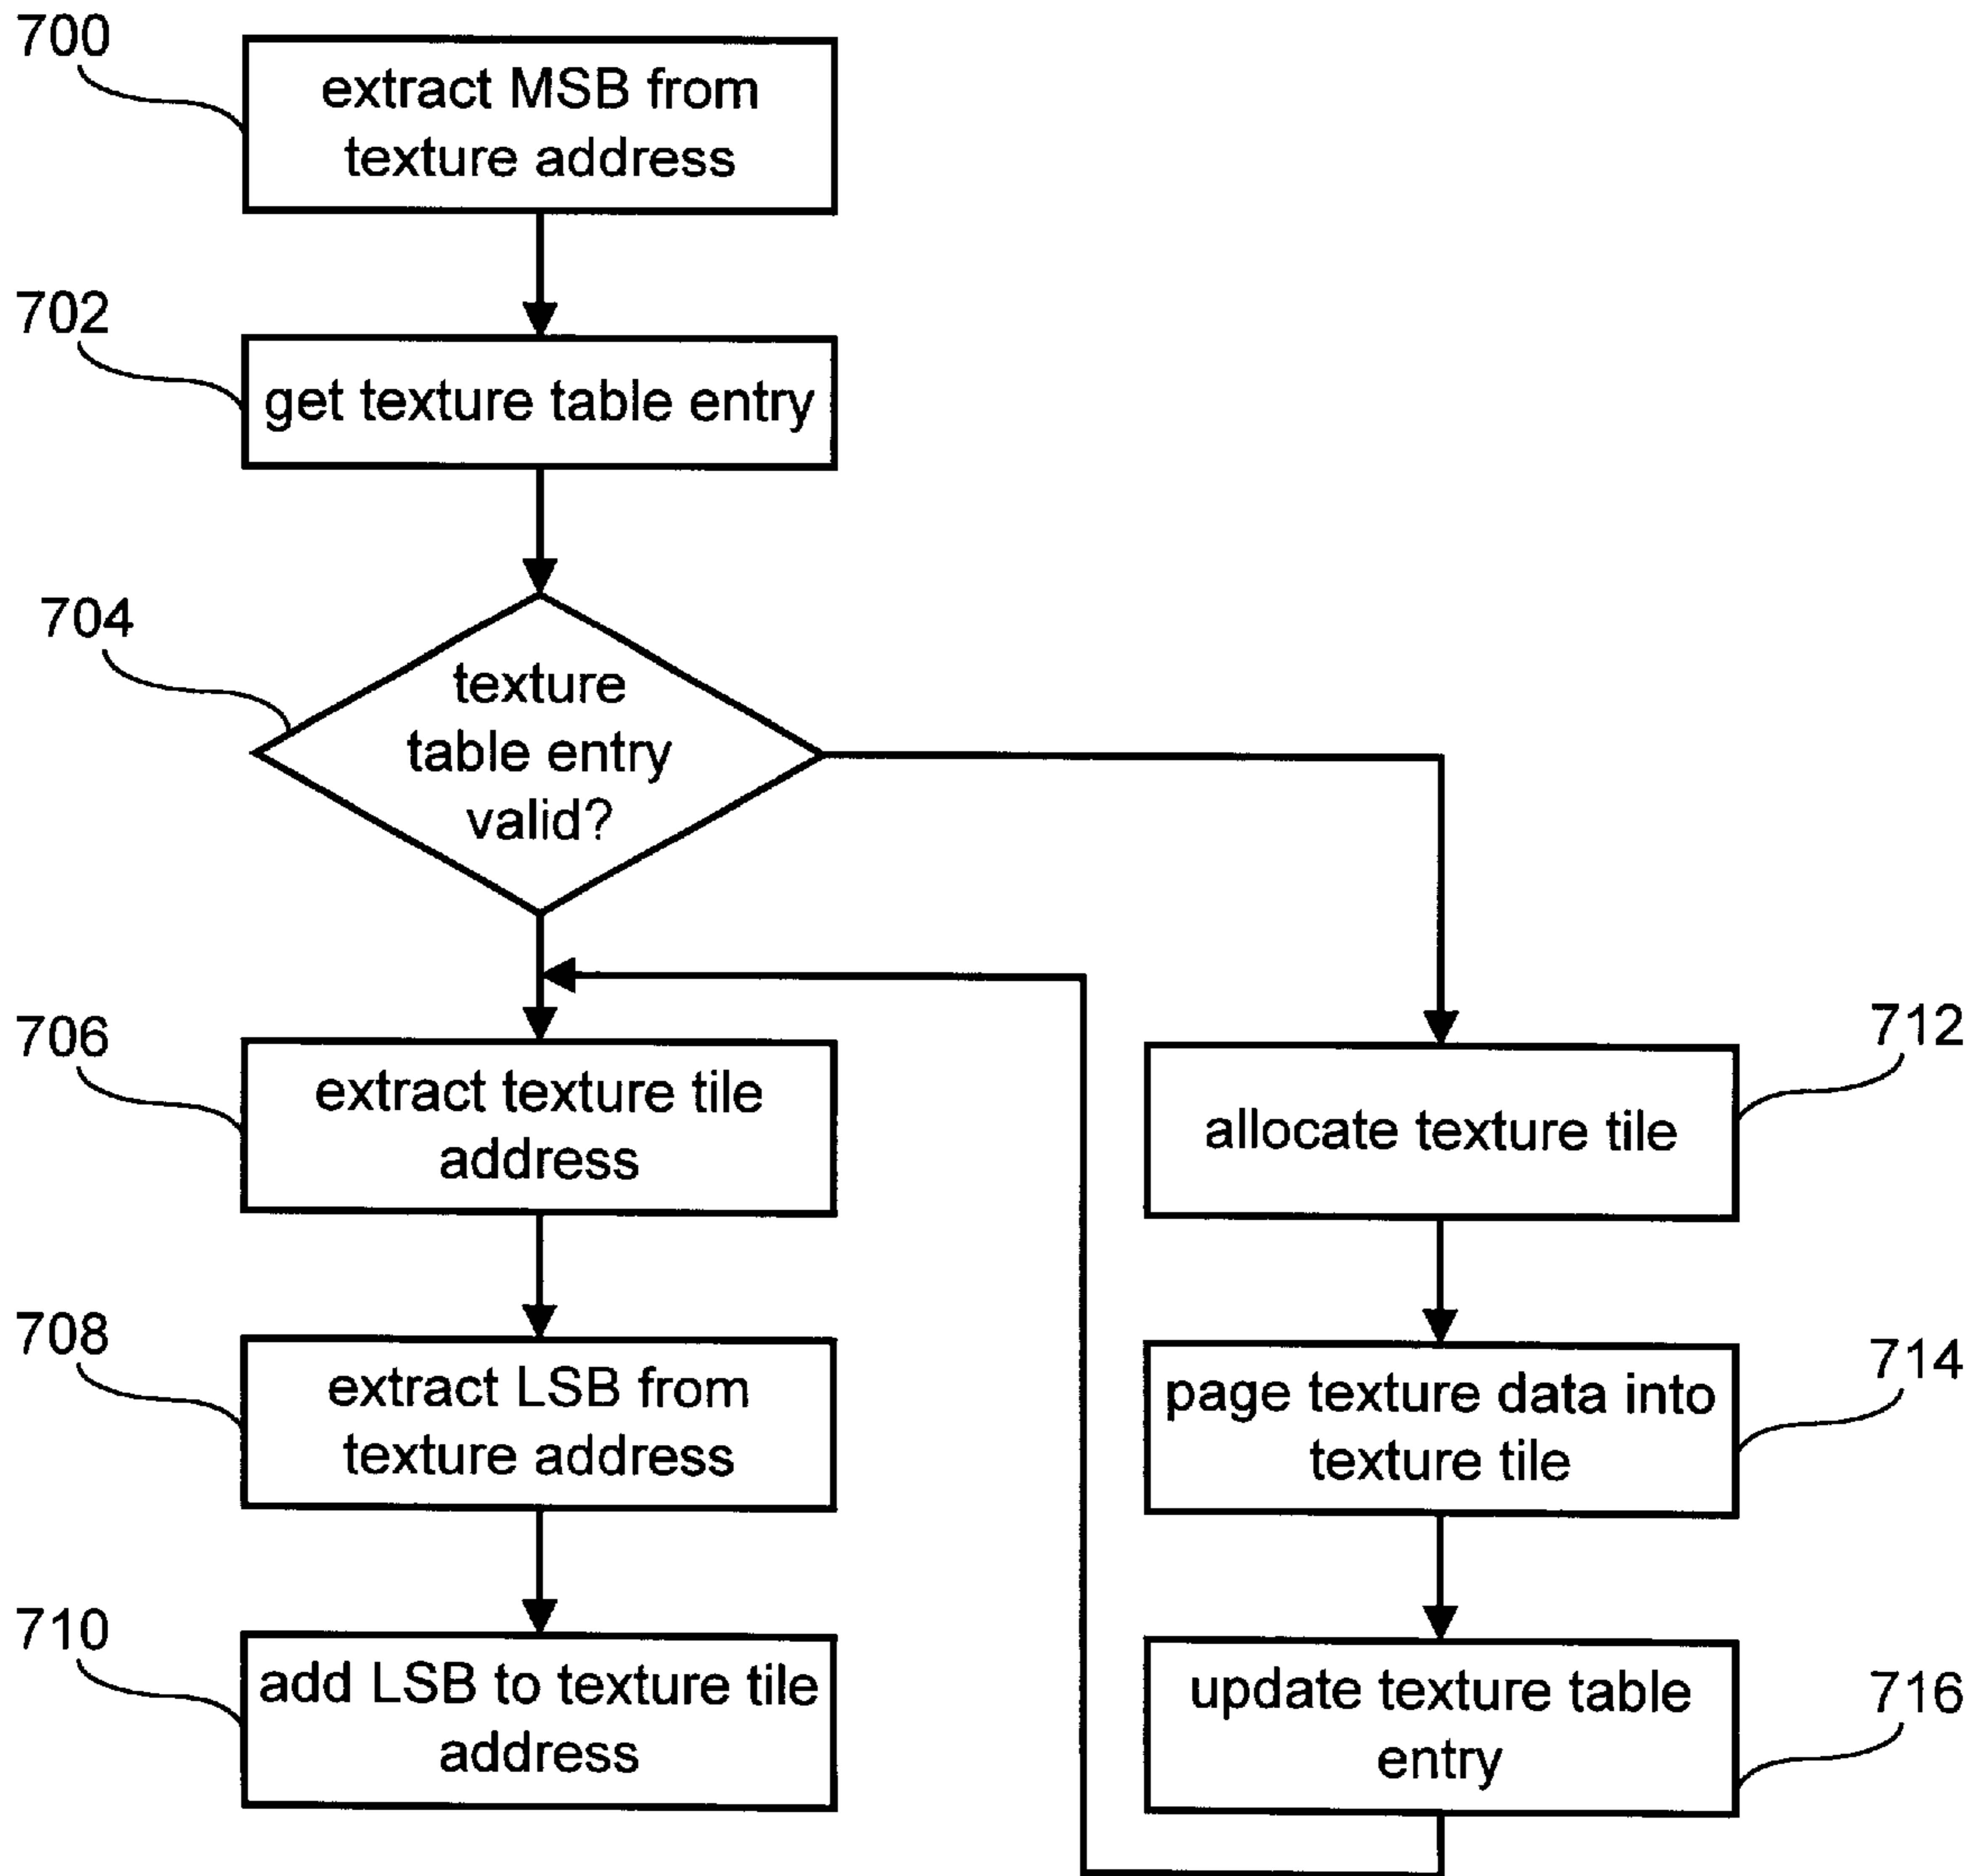 700
extract MSB from
texture address
702
get texture table entry
704
texture
table entry
valid?
706
extract texture tile
address
708
extract LSB from
texture address
710
add LSB to texture tile
address
712
allocate texture tile
714
page texture data into
texture tile
716
update texture table
entry